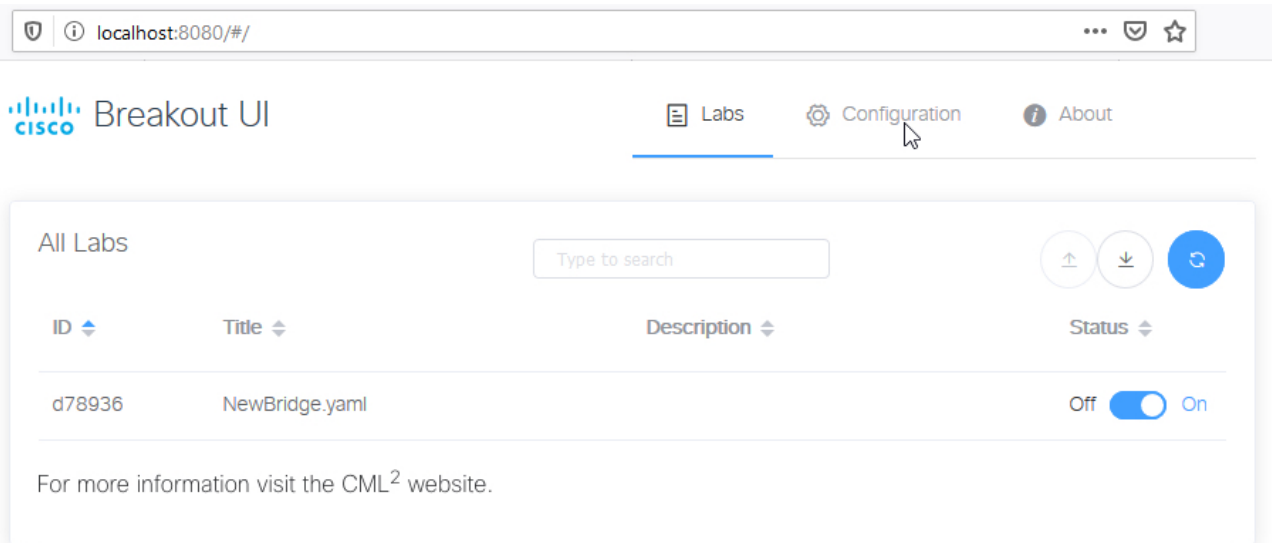 localhost:8080/#/
CISCO Breakout UI Labs Configuration About
All Labs Type to search
ID Title Description Status
d78936 NewBridge.yaml Off On
For more information visit the CML² website.